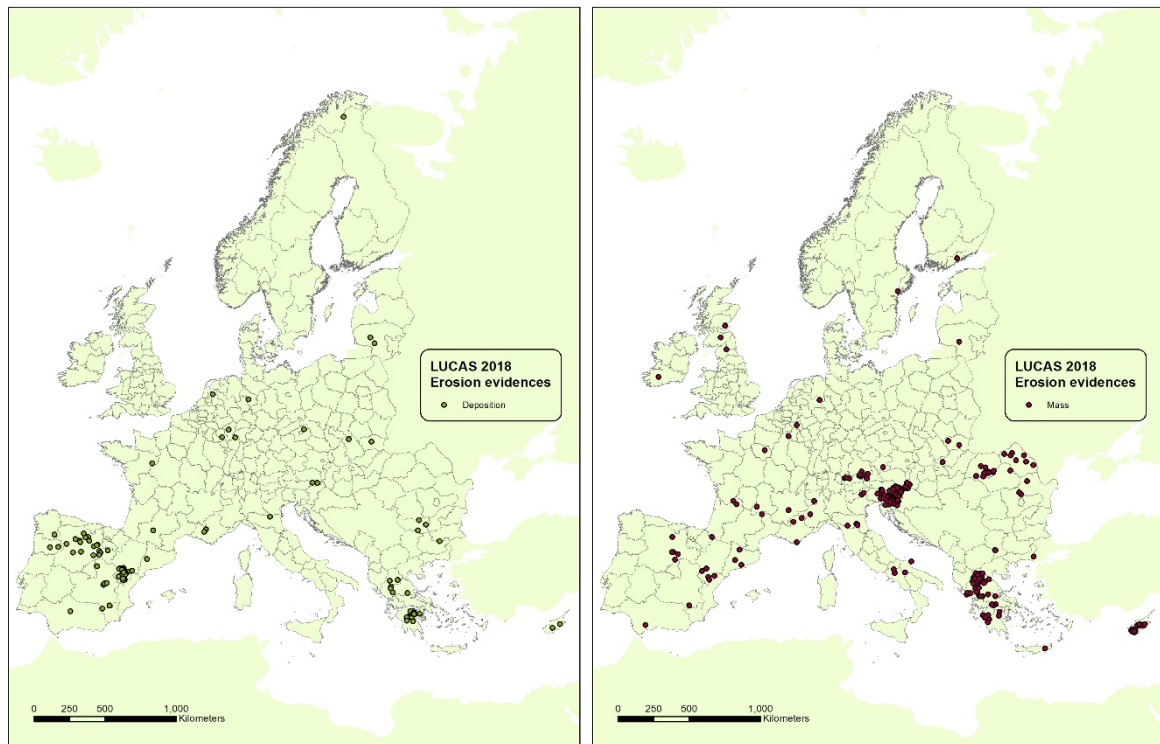 LUCAS 2018
Erosion evidences
Deposition
0 250 500 1,000
Kilometers
LUCAS 2018
Erosion evidences
Mass
0 250 500 1,000
Kilometers